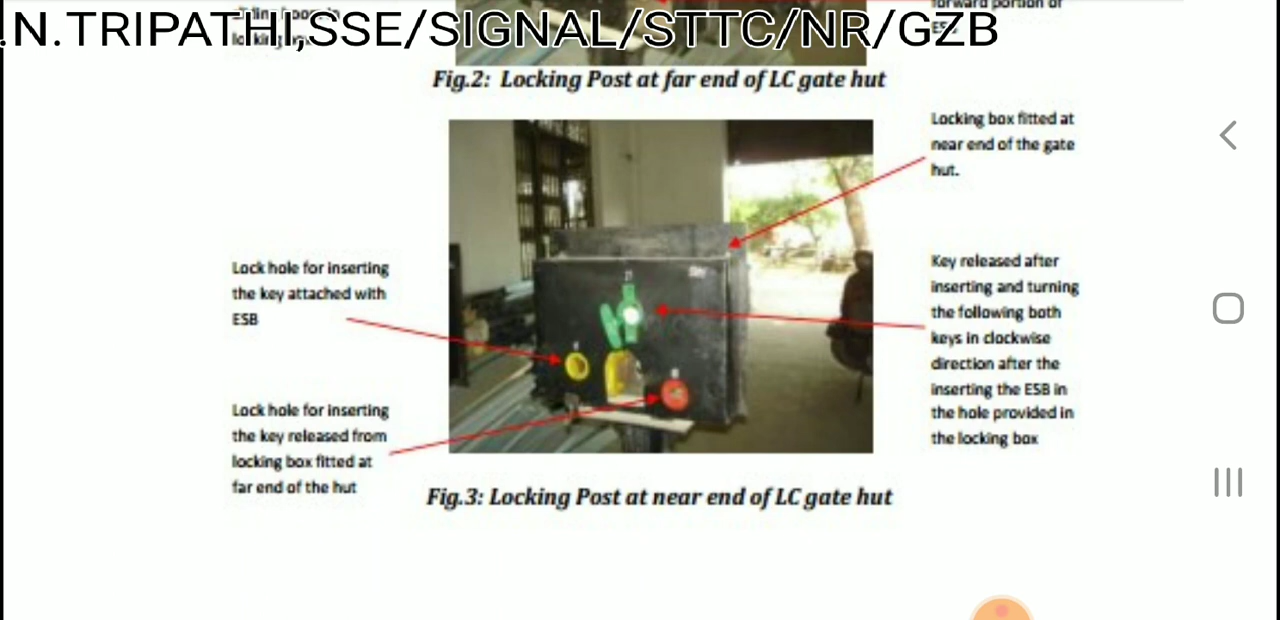 forward portion of
.N.TRIPATHI,SSE/SIGNAL/STTC/NR/GZB
Fig.2: Locking Post at far end of LC gate hut
Locking box fitted at
near end of the gate
hut.
Lock hole for inserting
the key attached with
ESB
Key released after
inserting and turning
the following both
keys in clockwise
direction after the
inserting the ESB in
the hole provided in
the locking box
Lock hole for inserting
the key released from
locking box fitted at
far end of the hut
Fig.3: Locking Post at near end of LC gate hut